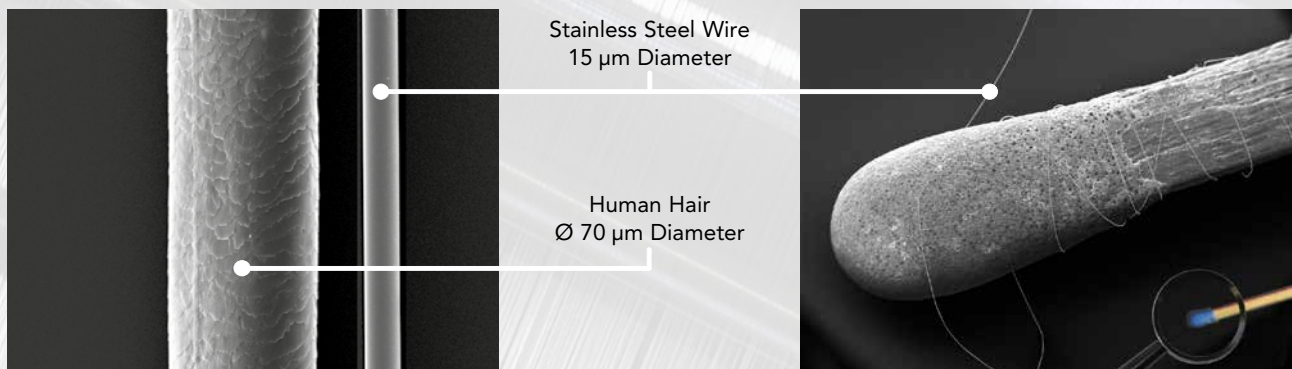 Stainless Steel Wire
15 µm Diameter
Human Hair
Ø 70 µm Diameter